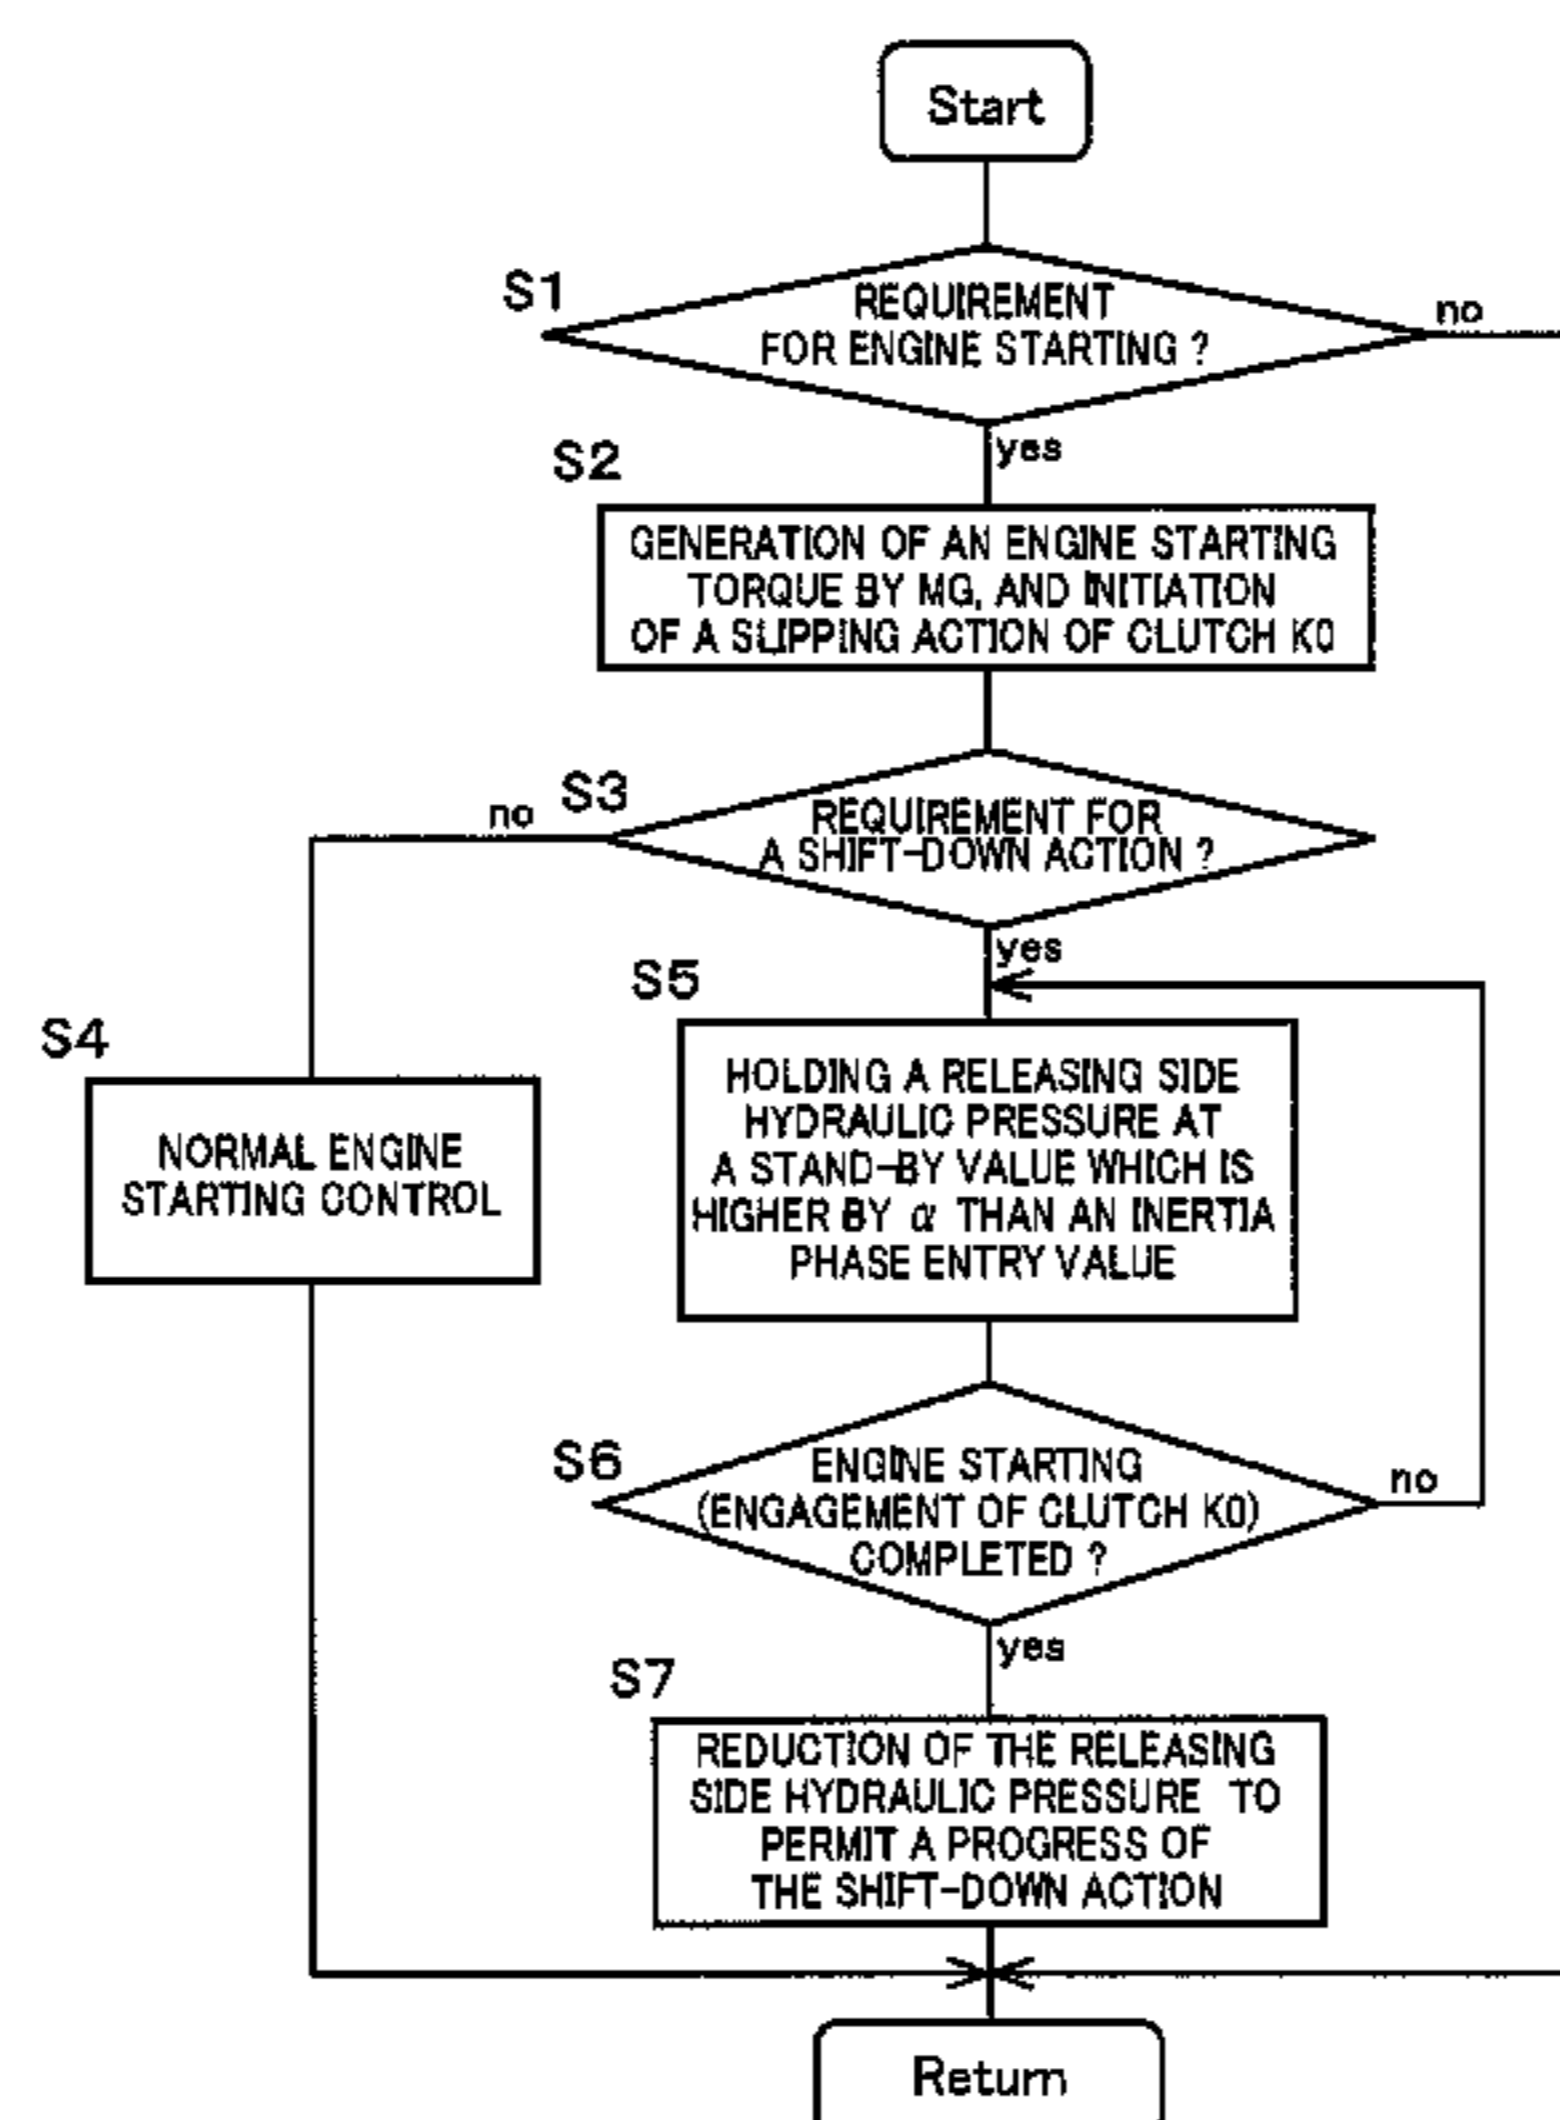 Start
S1
REQUIREMENT
FOR ENGINE STARTING ?
no
yes
S2
GENERATION OF AN ENGINE STARTING
TORQUE BY MG, AND INITIATION
OF A SLIPPING ACTION OF CLUTCH K0
S3
no
REQUIREMENT FOR
A SHIFT-DOWN ACTION ?
yes
S4
NORMAL ENGINE
STARTING CONTROL
S5
HOLDING A RELEASING SIDE
HYDRAULIC PRESSURE AT
A STAND-BY VALUE WHICH IS
HIGHER BY α THAN AN INERTIA
PHASE ENTRY VALUE
S6
ENGINE STARTING
(ENGAGEMENT OF CLUTCH K0)
COMPLETED ?
no
yes
S7
REDUCTION OF THE RELEASING
SIDE HYDRAULIC PRESSURE TO
PERMIT A PROGRESS OF
THE SHIFT-DOWN ACTION
Return